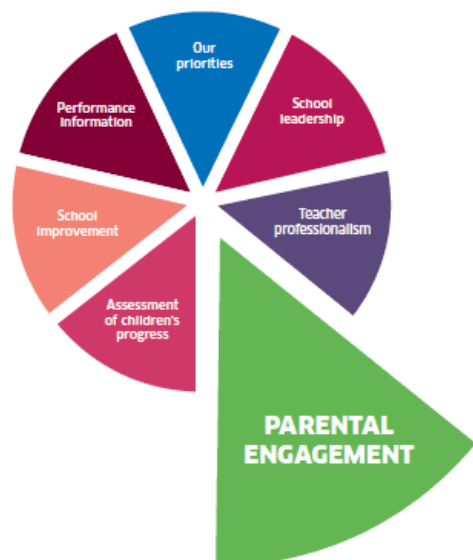 Our
priorities
School
leadership
Teacher
professionalism
PARENTAL
ENGAGEMENT
Assessment
of children's
progress
School
improvement
Performance
information